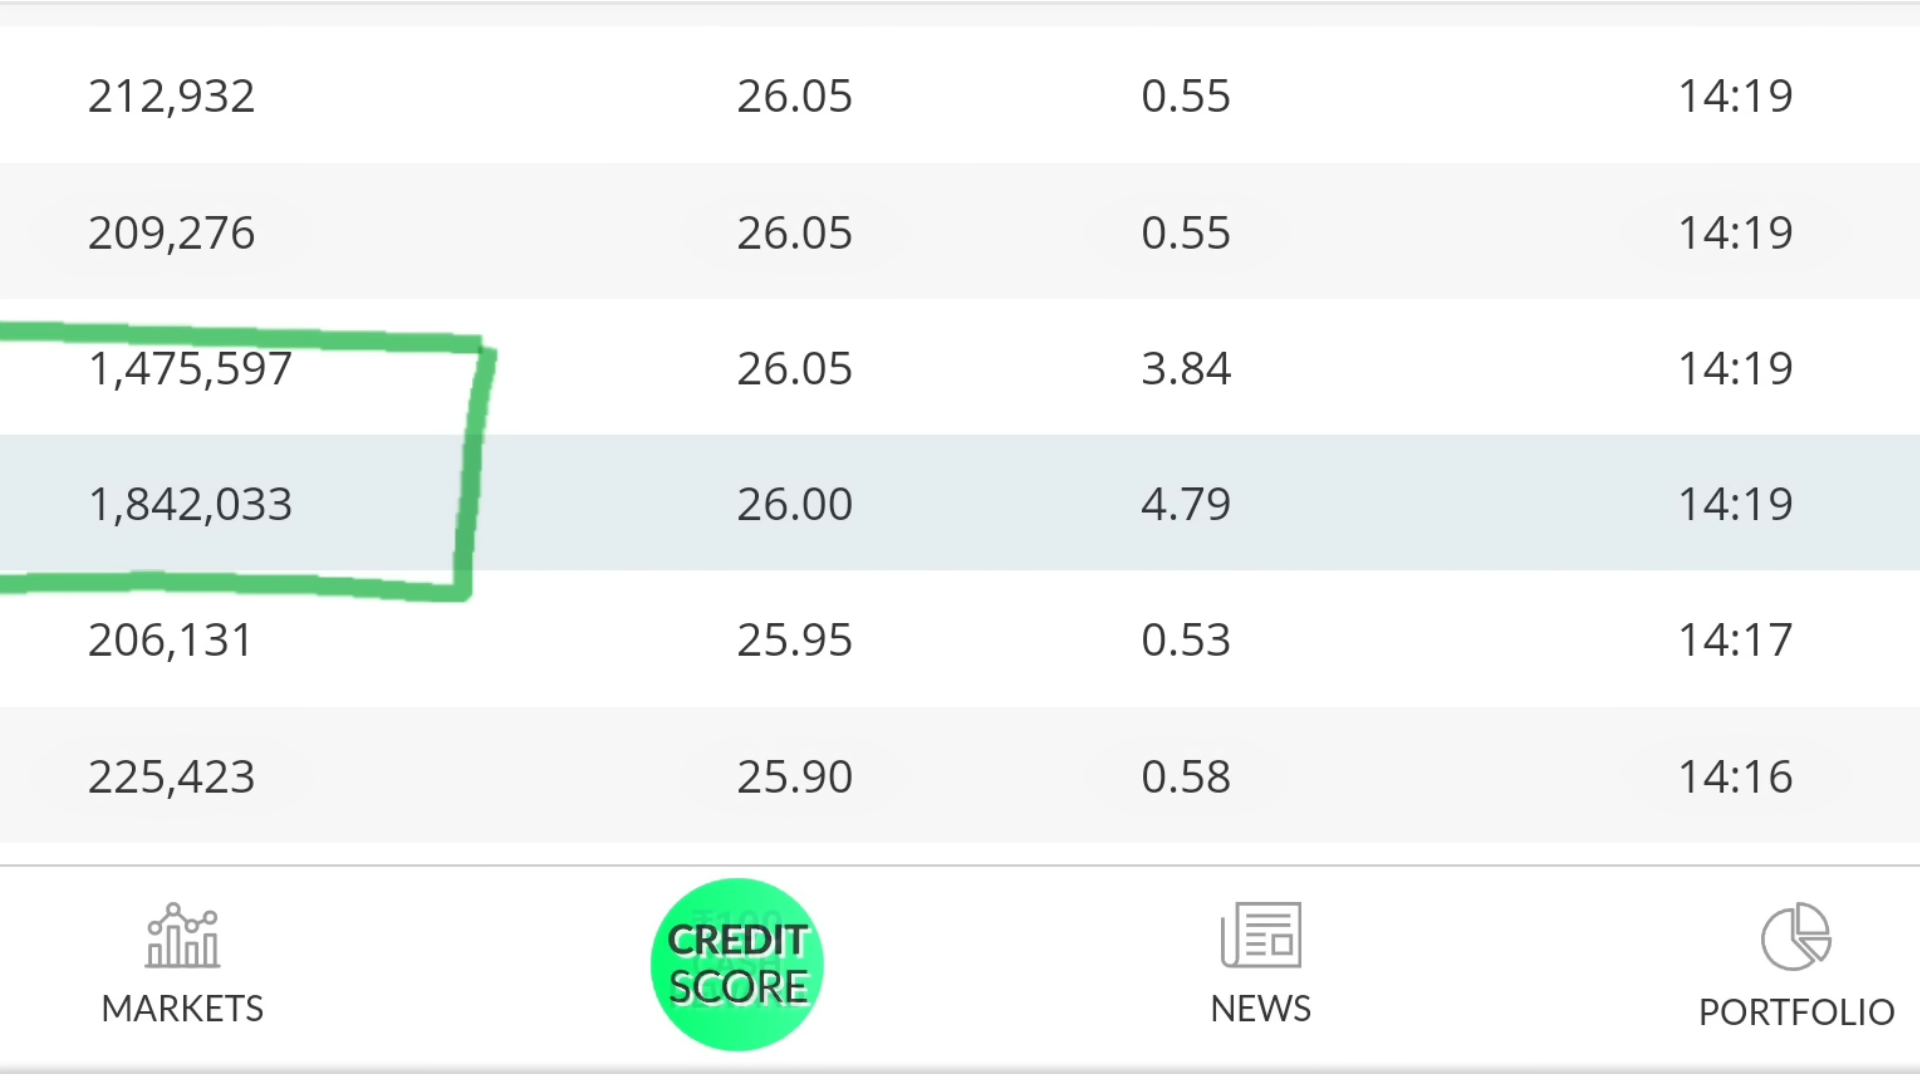 212,932 26.05 0.55 14:19
209,276 26.05 0.55 14:19
1,475,597 26.05 3.84 14:19
1,842,033 26.00 4.79 14:19
206,131 25.95 0.53 14:17
225,423 25.90 0.58 14:16
MARKETS
CREDIT
SCORE
NEWS
PORTFOLIO